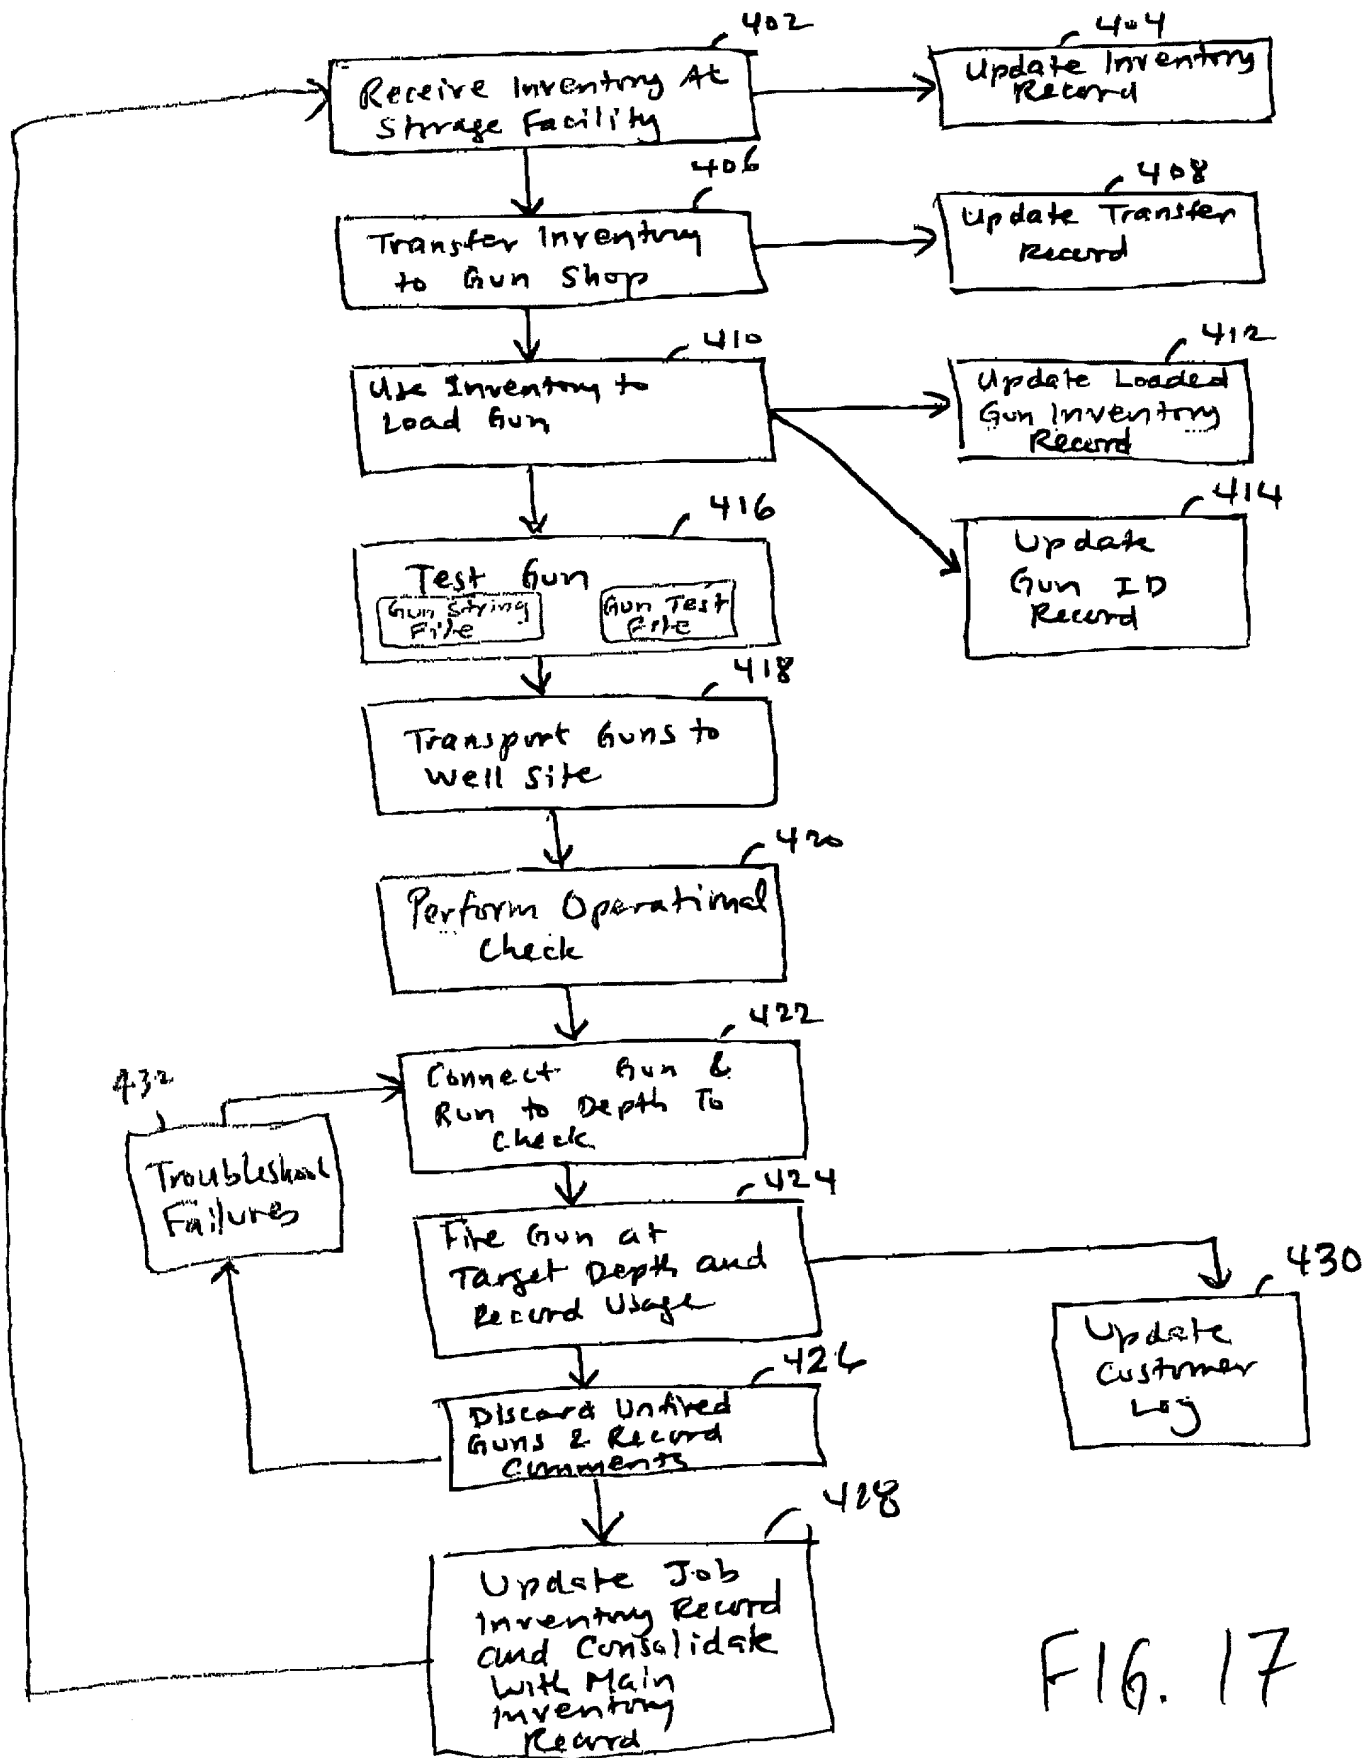 402
Receive Inventory At
Storage Facility
404
Update Inventory
Record
406
Transfer Inventory
to Gun Shop
408
Update Transfer
Record
410
Use Inventory to
Load Gun
412
Update Loaded
Gun Inventory
Record
414
Update
Gun ID
Record
416
Test Gun
Gun String
File
Gun Test
File
418
Transport Guns to
Well Site
420
Perform Operational
Check
422
Connect Gun &
Run to Depth To
Check
432
Troubleshoot
Failures
424
Fire Gun at
Target Depth and
Record Usage
430
Update
Customer
Log
426
Discard Unfired
Guns & Record
Comments
428
Update Job
Inventory Record
and Consolidate
With Main
Inventory
Record
FIG. 17